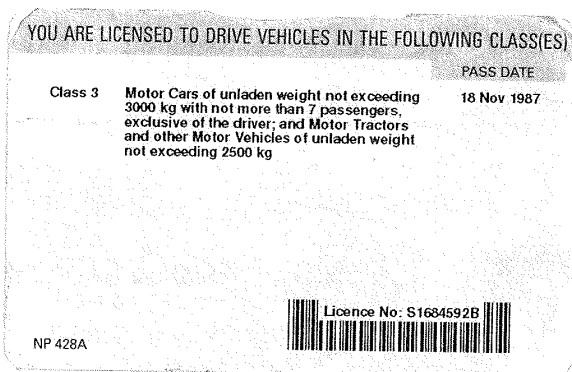 YOU ARE LICENSED TO DRIVE VEHICLES IN THE FOLLOWING CLASS(ES)
PASS DATE
Class 3 Motor Cars of unladen weight not exceeding 18 Nov 1987
3000 kg with not more than 7 passengers,
exclusive of the driver; and Motor Tractors
and other Motor Vehicles of unladen weight
not exceeding 2500 kg
Licence No: S1684592B
NP 428A